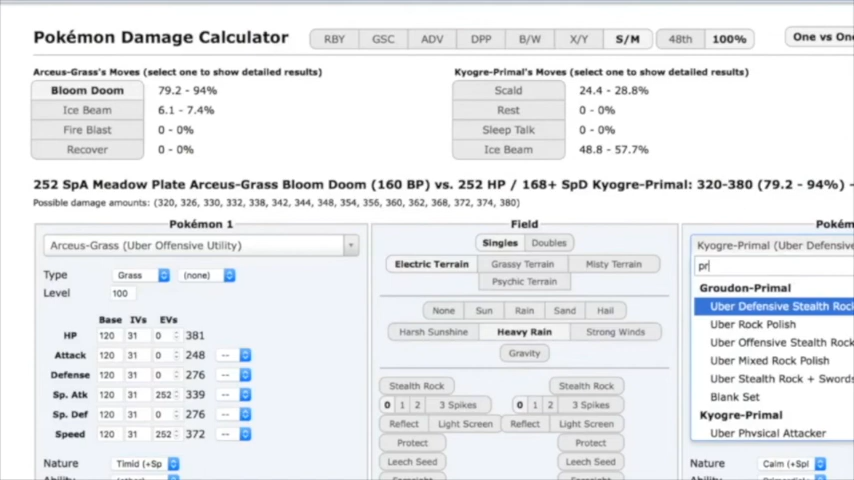 Pokémon Damage Calculator RBY GSC ADV DPP B/W X/Y S/M 48th 100% One vs One
Arceus-Grass's Moves (select one to show detailed results) Kyogre-Primal's Moves (select one to show detailed results)
Bloom Doom 79.2 - 94% Scald 24.4 - 28.8%
Ice Beam 6.1 - 7.4% Rest 0 - 0%
Fire Blast 0 - 0% Sleep Talk 0 - 0%
Recover 0 - 0% Ice Beam 48.8 - 57.7%
252 SpA Meadow Plate Arceus-Grass Bloom Doom (160 BP) vs. 252 HP / 168+ SpD Kyogre-Primal: 320-380 (79.2 - 94%) -
Possible damage amounts: (320, 326, 330, 332, 338, 342, 344, 348, 354, 356, 360, 362, 368, 372, 374, 380)
Pokémon 1 Field Pokém
Arceus-Grass (Uber Offensive Utility) Singles Doubles Kyogre-Primal (Uber Defensive
Type Grass (none) Electric Terrain Grassy Terrain Misty Terrain pr
Level 100 Psychic Terrain Groudon-Primal
Base IVs EVs None Sun Rain Sand Hail Uber Defensive Stealth Rock
HP 120 31 0 381 Harsh Sunshine Heavy Rain Strong Winds Uber Rock Polish
Attack 120 31 0 248 -- Gravity Uber Offensive Stealth Rock
Defense 120 31 0 276 -- Stealth Rock Stealth Rock Uber Mixed Rock Polish
Sp. Atk 120 31 252 339 -- 0 1 2 3 Spikes 0 1 2 3 Spikes Uber Stealth Rock + Swords
Sp. Def 120 31 0 276 -- Reflect Light Screen Reflect Light Screen Blank Set
Speed 120 31 252 372 -- Protect Protect Kyogre-Primal
Leech Seed Leech Seed Uber Physical Attacker
Nature Timid (+Sp Nature Calm (+SpI